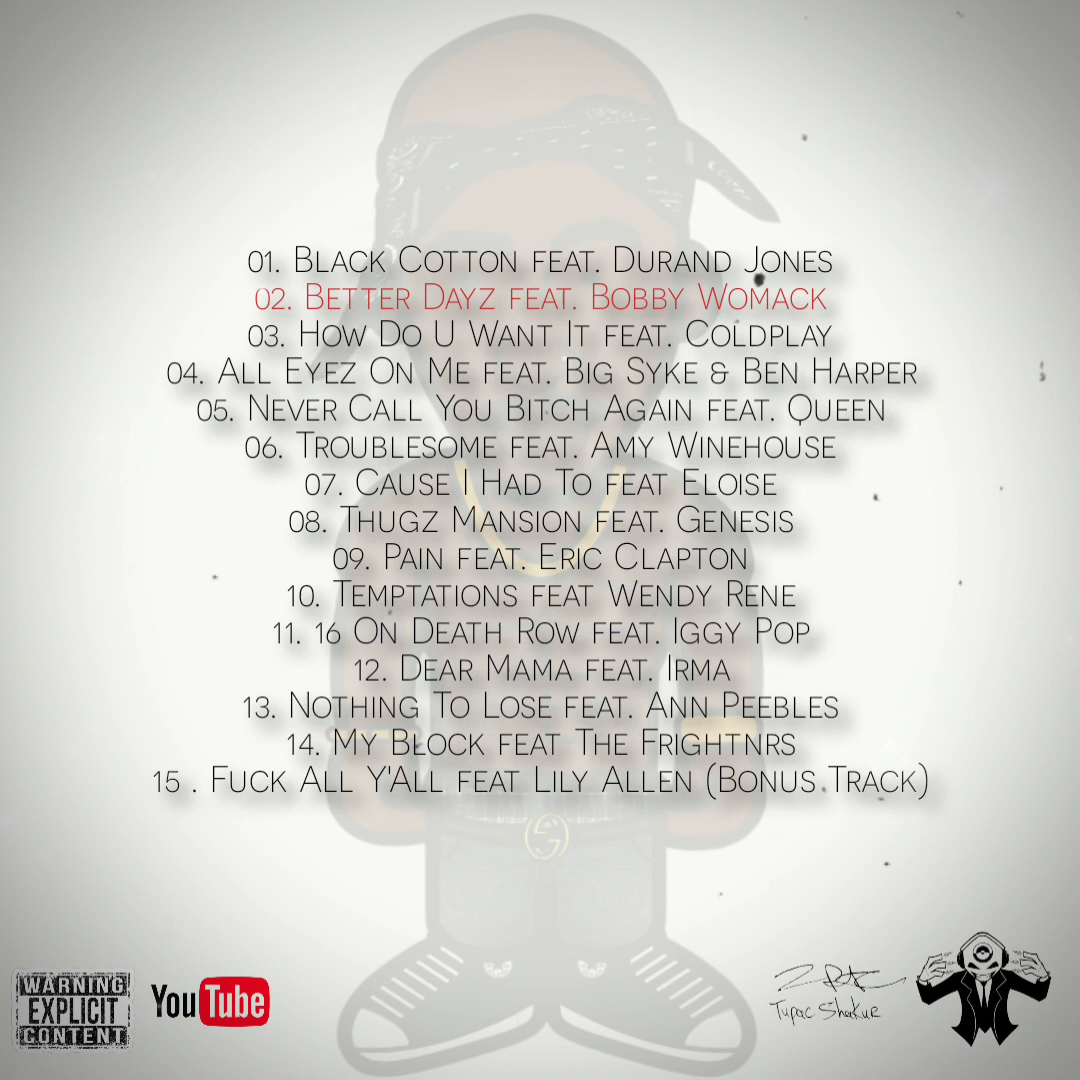 01. Black Cotton feat. Durand Jones
02. Better Dayz feat. Bobby Womack
03. How Do U Want It feat. Coldplay
04. All Eyez On Me feat. Big Syke & Ben Harper
05. Never Call You Bitch Again feat. Queen
06. Troublesome feat. Amy Winehouse
07. Cause I Had To feat Eloise
08. Thugz Mansion feat. Genesis
09. Pain feat. Eric Clapton
10. Temptations feat Wendy Rene
11. 16 On Death Row feat. Iggy Pop
12. Dear Mama feat. Irma
13. Nothing To Lose feat. Ann Peebles
14. My Block feat The Frightnrs
15 . Fuck All Y'All feat Lily Allen (Bonus Track)
WARNING
EXPLICIT
CONTENT
YouTube
Tupac Shakur